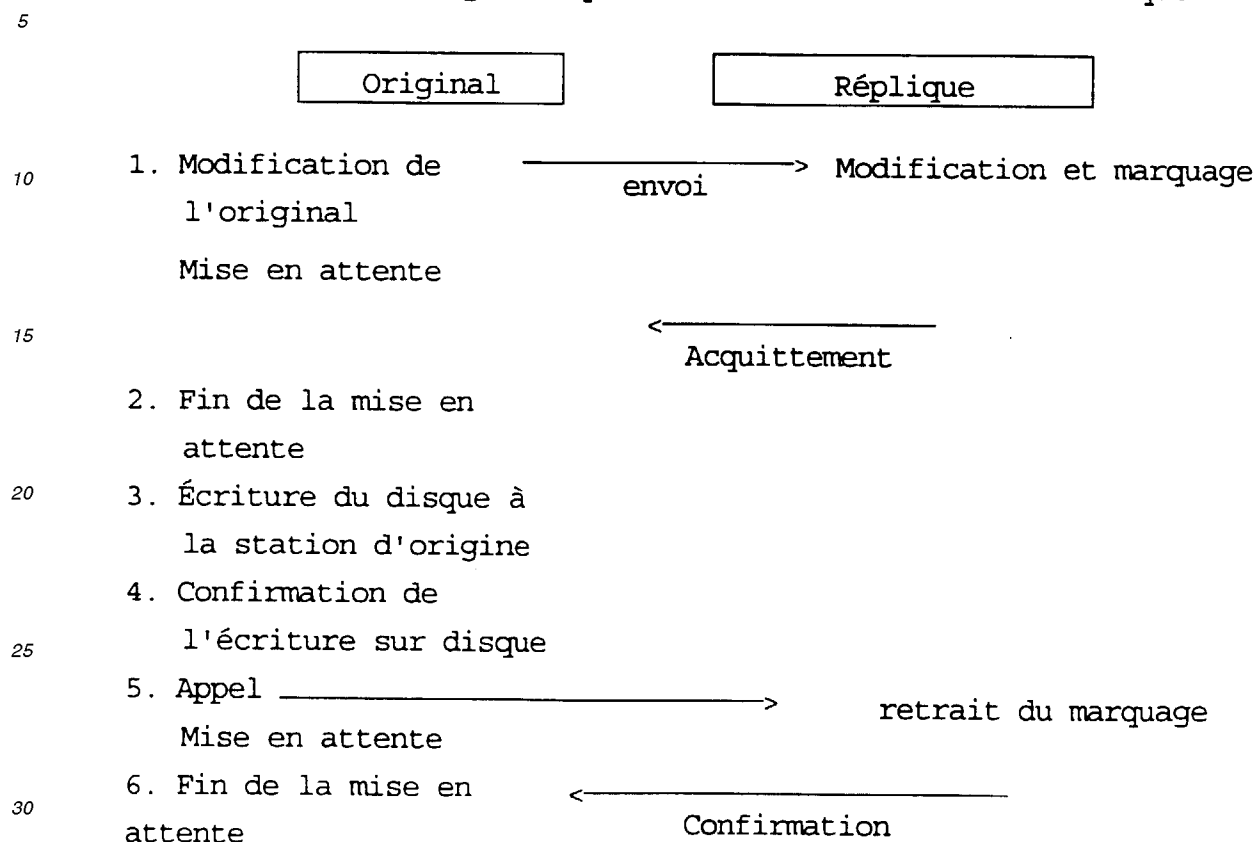 5
Original Réplique
1. Modification de ────────> Modification et marquage
10 envoi
l'original
Mise en attente
<────────
15
Acquittement
2. Fin de la mise en
attente
20 3. Écriture du disque à
la station d'origine
4. Confirmation de
25 l'écriture sur disque
5. Appel ────────> retrait du marquage
Mise en attente
6. Fin de la mise en <────────
30 attente Confirmation